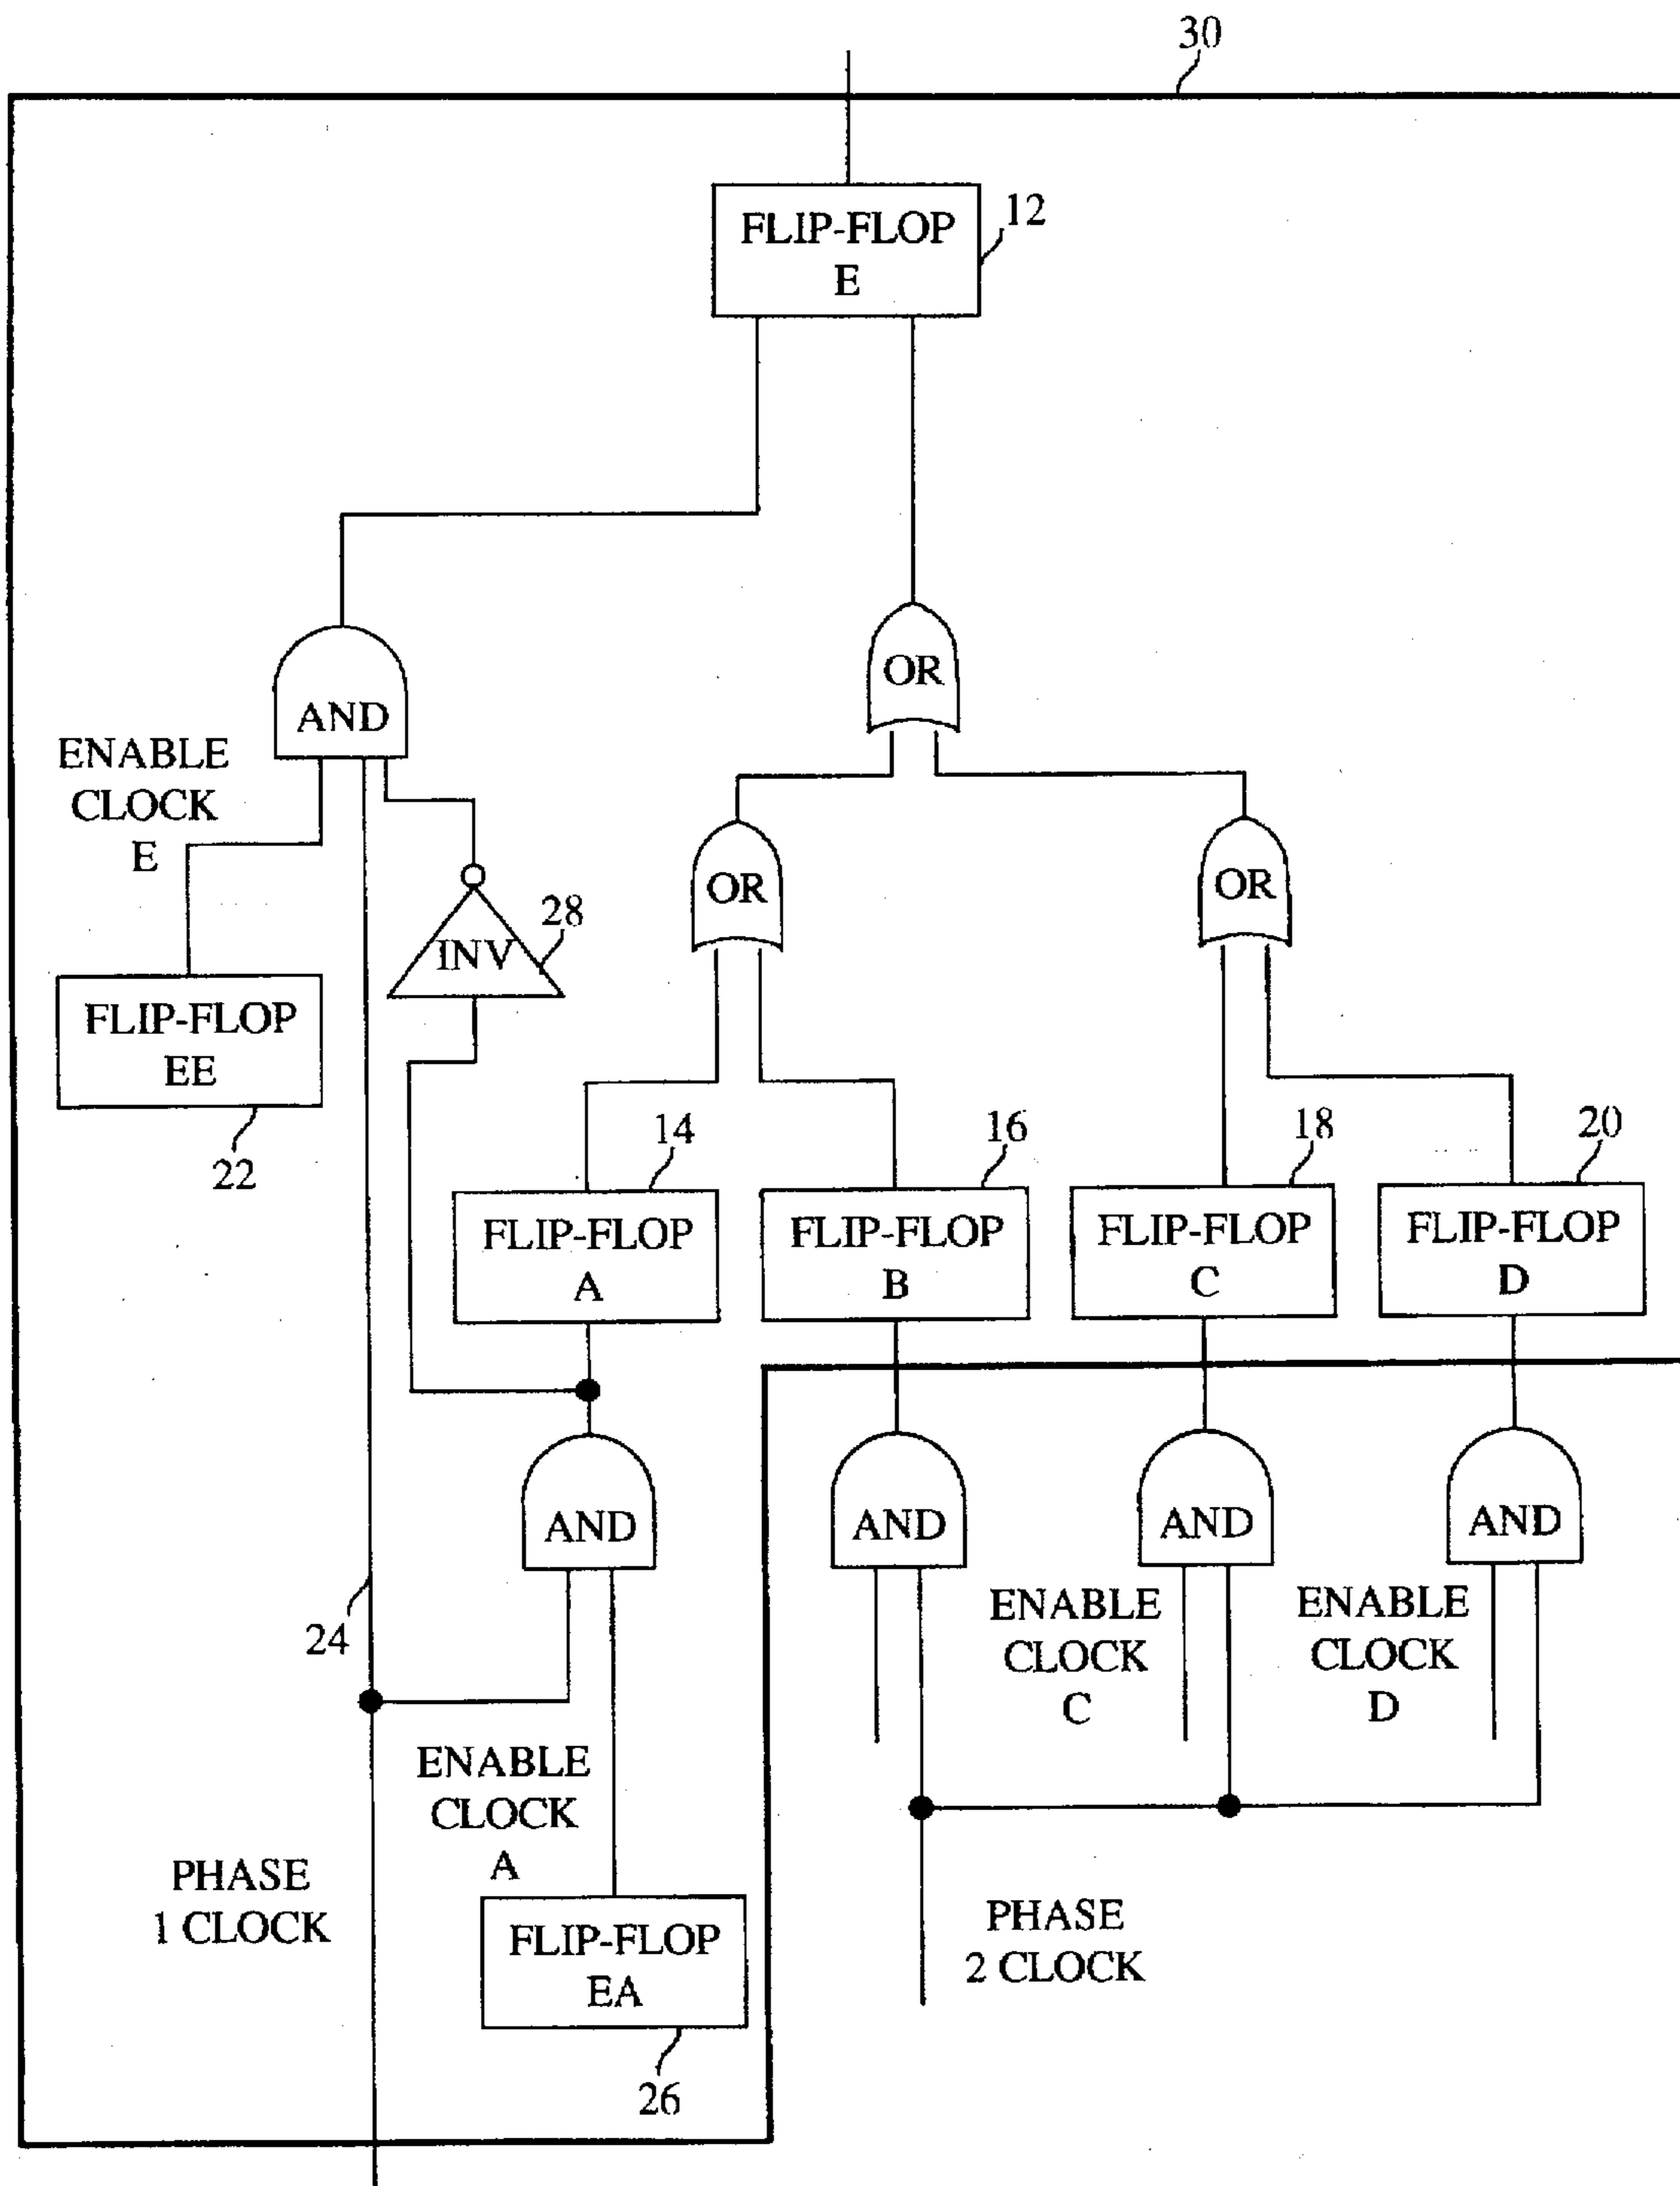 30
FLIP-FLOP
E
12
AND
OR
ENABLE
CLOCK
E
OR
OR
INV
28
FLIP-FLOP
EE
22
14
16
18
20
FLIP-FLOP
A
FLIP-FLOP
B
FLIP-FLOP
C
FLIP-FLOP
D
AND
AND
AND
AND
24
ENABLE
CLOCK
C
ENABLE
CLOCK
D
ENABLE
CLOCK
A
PHASE
1 CLOCK
FLIP-FLOP
EA
26
PHASE
2 CLOCK